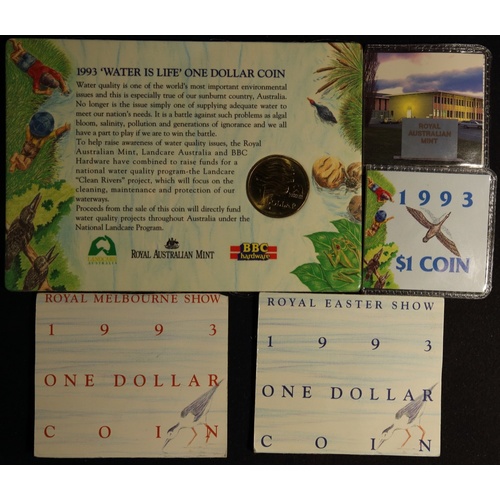 1993 'WATER IS LIFE' ONE DOLLAR COIN
Water quality is one of the world's most important environmental
issues and this is especially true of our sunburnt country, Australia.
No longer is the issue simply one of supplying adequate water to
meet our nation's needs. It is a battle against such problems as algal
bloom, salinity, pollution and generations of ignorance and we all
have a part to play if we are to win the battle.
To help raise awareness of water quality issues, the Royal
Australian Mint, Landcare Australia and BBC
Hardware have combined to raise funds for a
national water quality program-the Landcare
"Clean Rivers" project, which will focus on the
cleaning, maintenance and protection of our
waterways.
Proceeds from the sale of this coin will directly fund
water quality projects throughout Australia under the
National Landcare Program.
ROYAL AUSTRALIAN MINT
BBC
hardware
ROYAL
AUSTRALIAN
MINT
1993
$1 COIN
ROYAL MELBOURNE SHOW
1993
ONE DOLLAR
COIN
ROYAL EASTER SHOW
1993
ONE DOLLAR
COIN